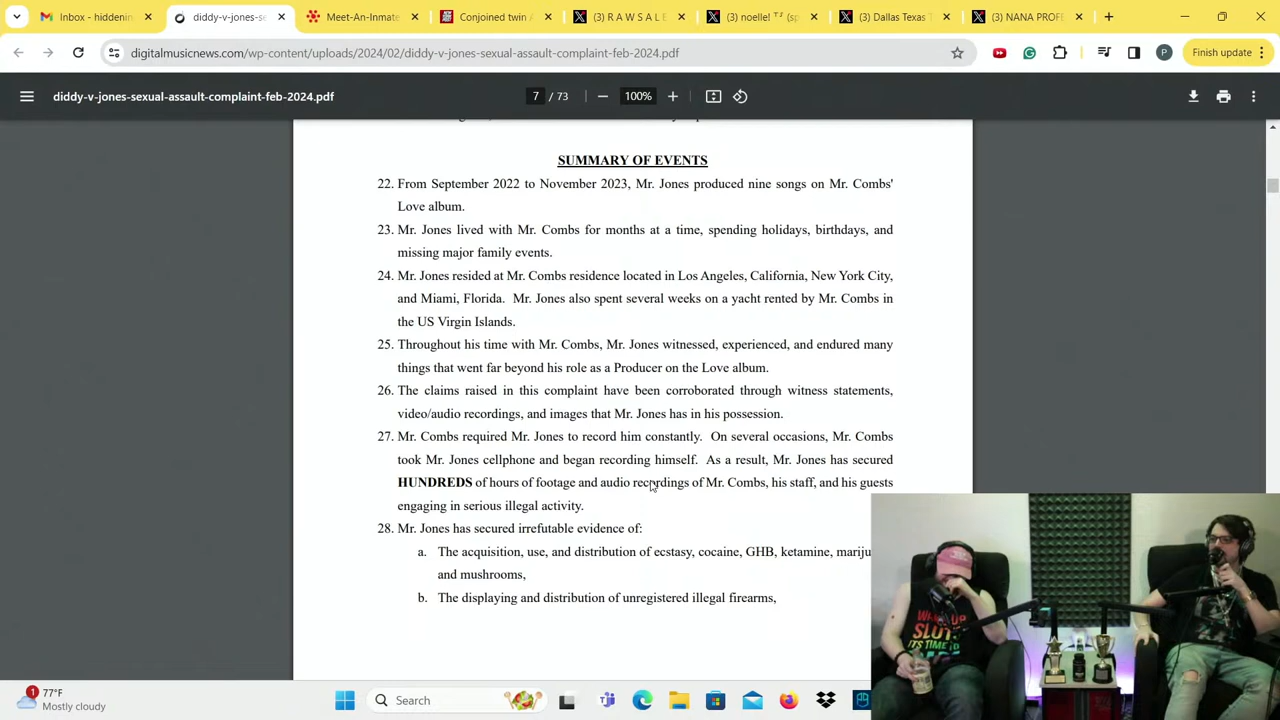 Inbox - hiddenin
diddy-v-jones-se
Meet-An-Inmate
Conjoined twin
(3) R A W S A L E
(3) noelle!
(3) Dallas Texas T
(3) NANA PROFE
digitalmusicnews.com/wp-content/uploads/2024/02/diddy-v-jones-sexual-assault-complaint-feb-2024.pdf
P
Finish update
diddy-v-jones-sexual-assault-complaint-feb-2024.pdf
7 / 73
100%
SUMMARY OF EVENTS
22. From September 2022 to November 2023, Mr. Jones produced nine songs on Mr. Combs'
Love album.
23. Mr. Jones lived with Mr. Combs for months at a time, spending holidays, birthdays, and
missing major family events.
24. Mr. Jones resided at Mr. Combs residence located in Los Angeles, California, New York City,
and Miami, Florida. Mr. Jones also spent several weeks on a yacht rented by Mr. Combs in
the US Virgin Islands.
25. Throughout his time with Mr. Combs, Mr. Jones witnessed, experienced, and endured many
things that went far beyond his role as a Producer on the Love album.
26. The claims raised in this complaint have been corroborated through witness statements,
video/audio recordings, and images that Mr. Jones has in his possession.
27. Mr. Combs required Mr. Jones to record him constantly. On several occasions, Mr. Combs
took Mr. Jones cellphone and began recording himself. As a result, Mr. Jones has secured
HUNDREDS of hours of footage and audio recordings of Mr. Combs, his staff, and his guests
engaging in serious illegal activity.
28. Mr. Jones has secured irrefutable evidence of:
a. The acquisition, use, and distribution of ecstasy, cocaine, GHB, ketamine, mariju
and mushrooms,
b. The displaying and distribution of unregistered illegal firearms,
1
77°F
Mostly cloudy
Search